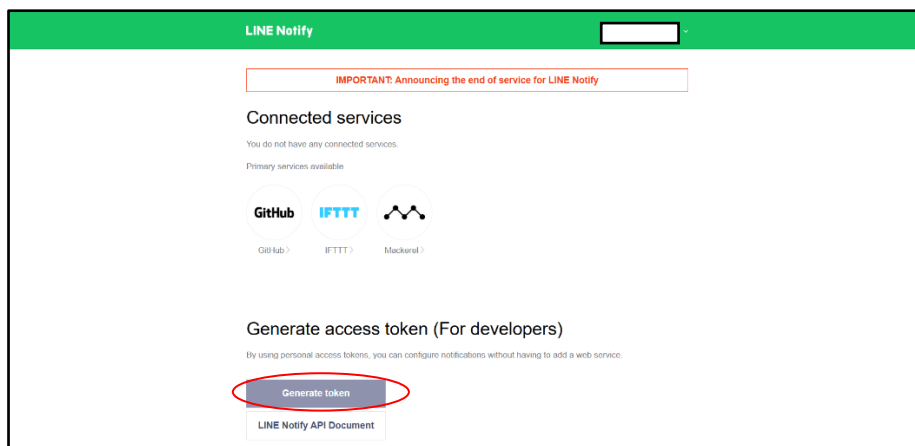 LINE Notify
IMPORTANT: Announcing the end of service for LINE Notify
Connected services
You do not have any connected services.
Primary services available
GitHub
IFTTT
GitHub
IFTTT
Mackerel
Generate access token (For developers)
By using personal access tokens, you can configure notifications without having to add a web service.
Generate token
LINE Notify API Document